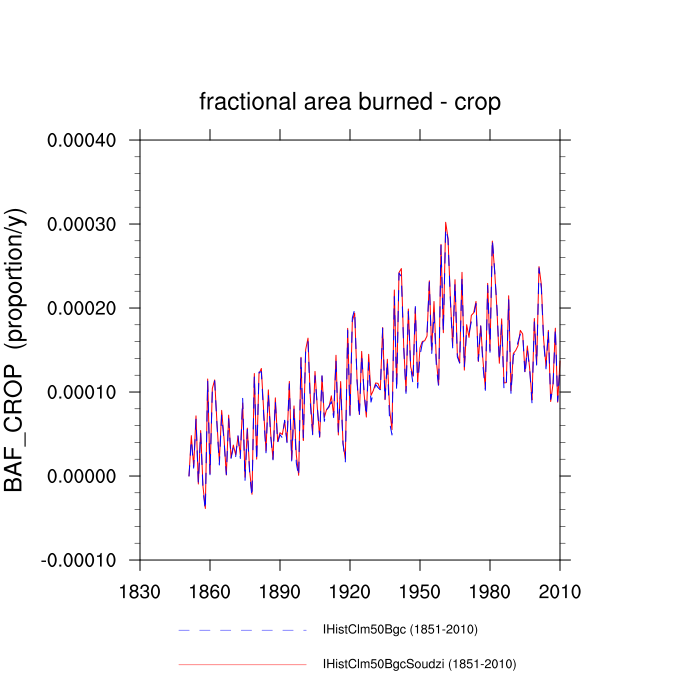 fractional area burned - crop
BAF_CROP (proportion/y)
0.00040
0.00030
0.00020
0.00010
0.00000
-0.00010
1830 1860 1890 1920 1950 1980 2010
IHistClm50Bgc (1851-2010)
IHistClm50BgcSoudzi (1851-2010)